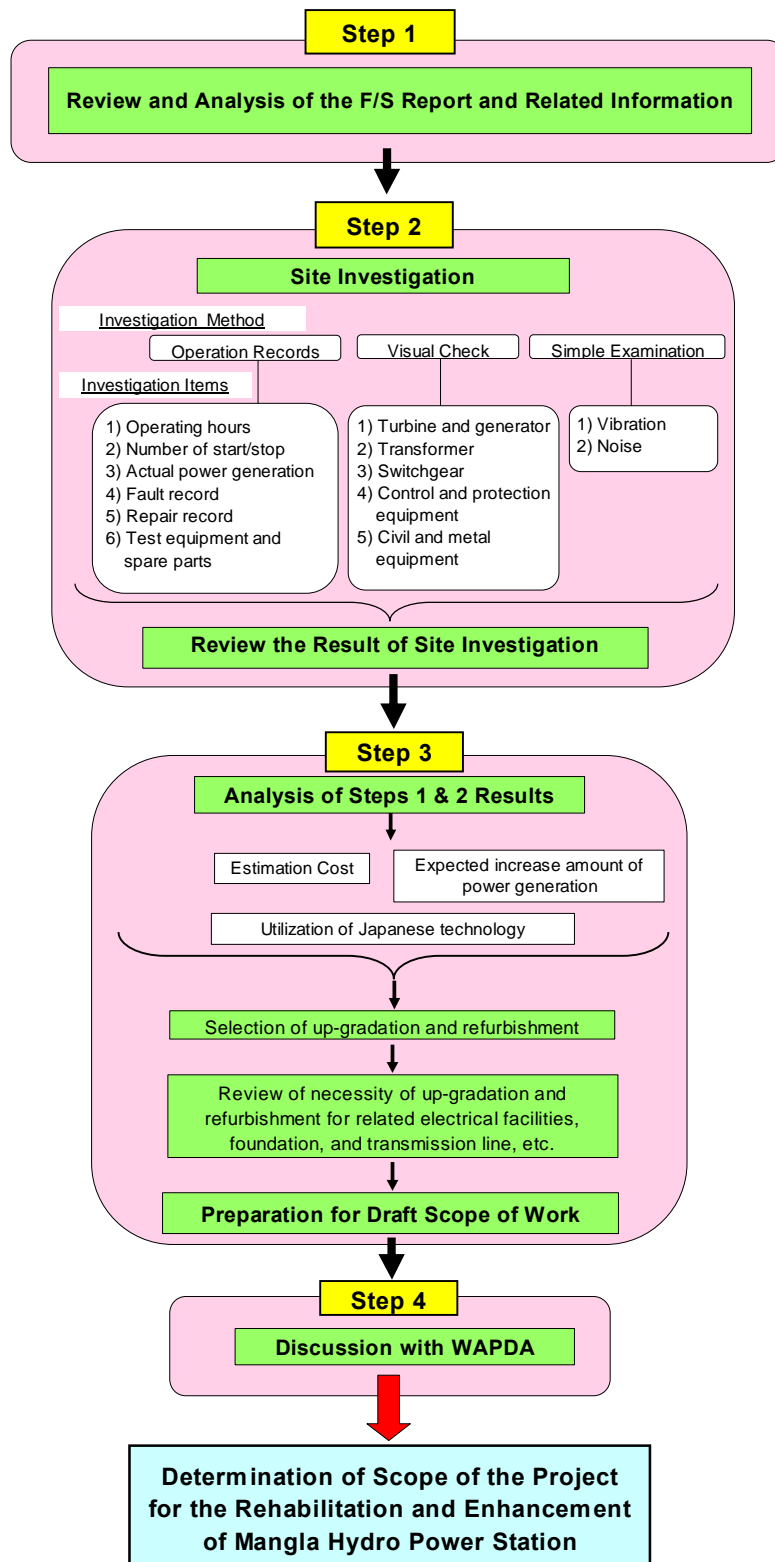 Step 1
Review and Analysis of the F/S Report and Related Information
Step 2
Site Investigation
Investigation Method
Operation Records
Visual Check
Simple Examination
Investigation Items
1) Operating hours
2) Number of start/stop
3) Actual power generation
4) Fault record
5) Repair record
6) Test equipment and
spare parts
1) Turbine and generator
2) Transformer
3) Switchgear
4) Control and protection
equipment
5) Civil and metal
equipment
1) Vibration
2) Noise
Review the Result of Site Investigation
Step 3
Analysis of Steps 1 & 2 Results
Estimation Cost
Expected increase amount of
power generation
Utilization of Japanese technology
Selection of up-gradation and refurbishment
Review of necessity of up-gradation and
refurbishment for related electrical facilities,
foundation, and transmission line, etc.
Preparation for Draft Scope of Work
Step 4
Discussion with WAPDA
Determination of Scope of the Project
for the Rehabilitation and Enhancement
of Mangla Hydro Power Station